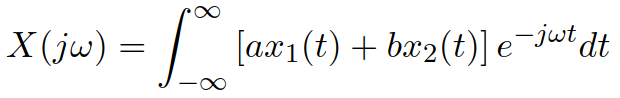 X(jω) = ∫_{-∞}^{∞} [ax₁(t) + bx₂(t)] e^{-jωt} dt